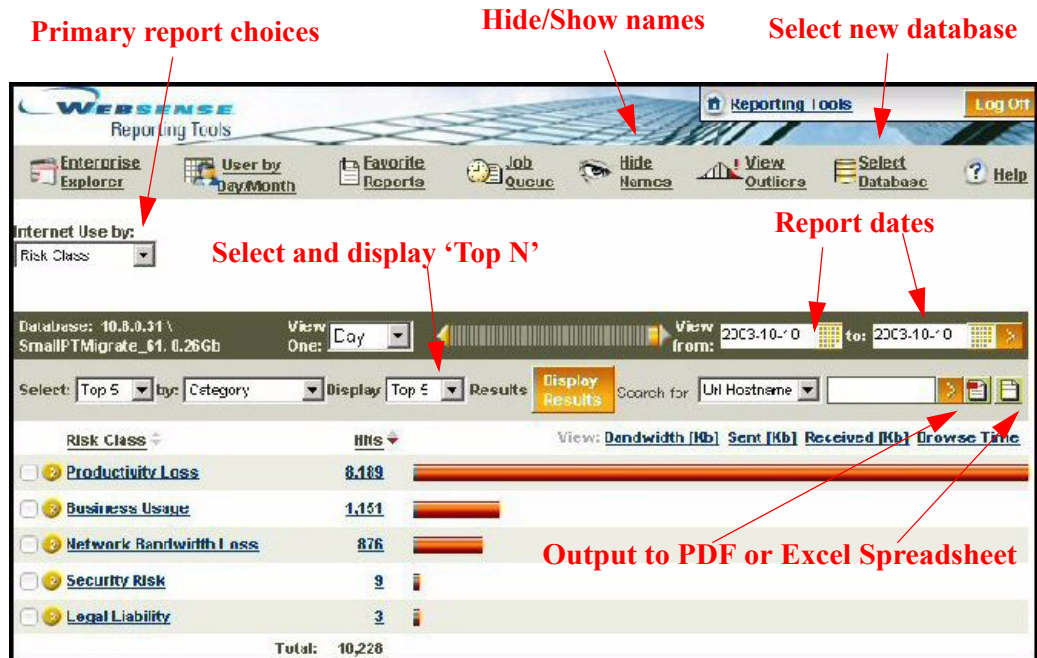 Primary report choices
Hide/Show names
Select new database
WEBSENSE
Reporting Tools
Reporting Tools
Log Off
Enterprise Explorer
User by Day/Month
Favorite Reports
Job Queue
Hide Names
View Outliers
Select Database
Help
Internet Use by:
Risk Class
Select and display ‘Top N’
Report dates
Database: 10.8.0.31 \
SmallPTMigrate_61. 0.26Gb
View One:
Day
View from:
2003-10-10
to:
2003-10-10
Select: Top 5 by: Category Display Top 5 Results
Display Results
Search for Url Hostname
Risk Class
Hits
View: Bandwidth [Kb] Sent [Kb] Received [Kb] Browse Time
Productivity Loss 8,189
Business Usage 1,151
Network Bandwidth Loss 876
Output to PDF or Excel Spreadsheet
Security Risk 9
Legal Liability 3
Total: 10,228